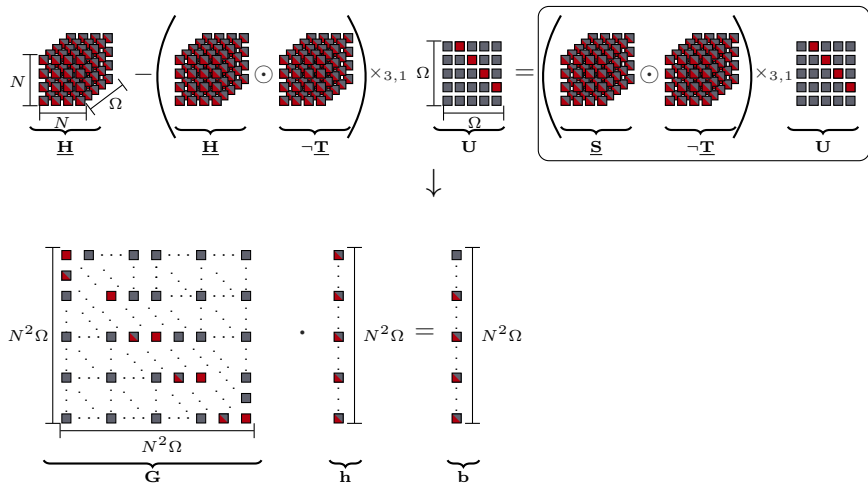 N N Ω − ( ⊙ ) ×₃,₁ Ω Ω = ( ⊙ ) ×₃,₁
H H ¬T U S ¬T U
↓
N²Ω · N²Ω = N²Ω
N²Ω
G h b